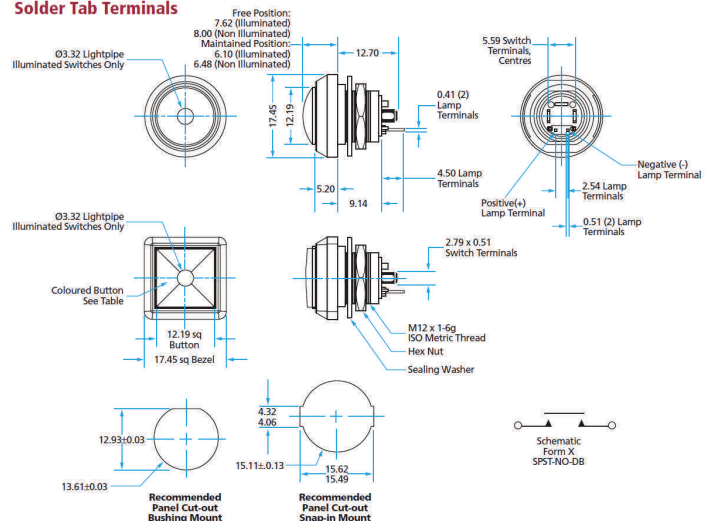 Solder Tab Terminals
Free Position:
7.62 (Illuminated)
8.00 (Non Illuminated)
Maintained Position:
6.10 (Illuminated)
6.48 (Non Illuminated)
Ø3.32 Lightpipe
Illuminated Switches Only
12.70
17.45
12.19
0.41 (2)
Lamp
Terminals
4.50 Lamp
Terminals
5.20
9.14
5.59 Switch
Terminals,
Centres
Negative (-)
Lamp Terminal
2.54 Lamp
Terminals
Positive(+)
Lamp Terminal
0.51 (2) Lamp
Terminals
Ø3.32 Lightpipe
Illuminated Switches Only
Coloured Button
See Table
12.19 sq
Button
17.45 sq Bezel
2.79 x 0.51
Switch Terminals
M12 x 1-6g
ISO Metric Thread
Hex Nut
Sealing Washer
12.93±0.03
13.61±0.03
Recommended
Panel Cut-out
Bushing Mount
4.32
4.06
15.11±.0.13
15.62
15.49
Recommended
Panel Cut-out
Snap-in Mount
Schematic
Form X
SPST-NO-DB